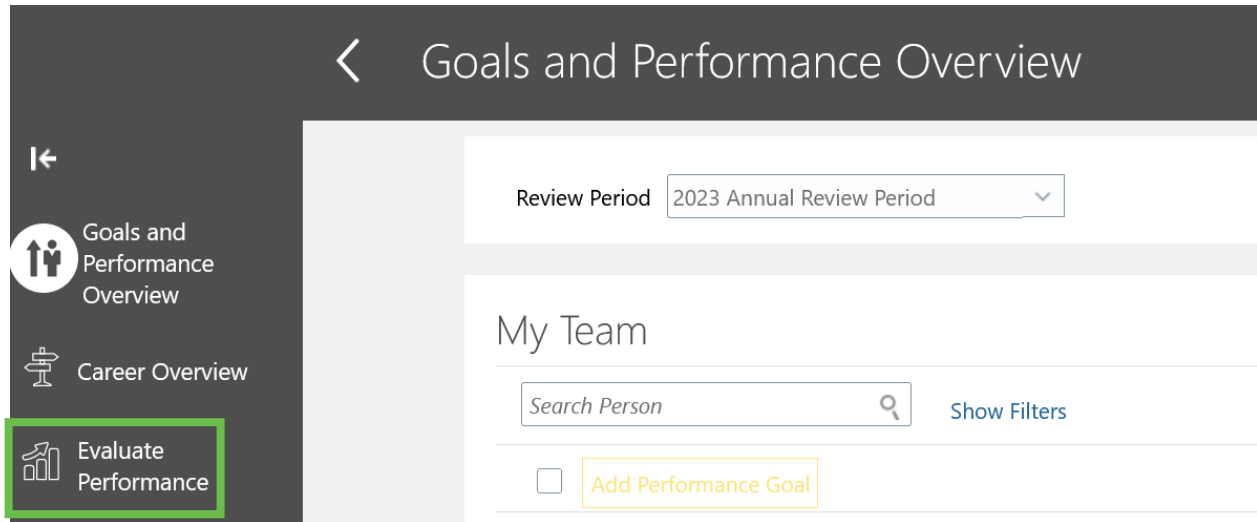 Goals and Performance Overview
Goals and
Performance
Overview
Career Overview
Evaluate
Performance
Review Period 2023 Annual Review Period
My Team
Search Person Show Filters
Add Performance Goal